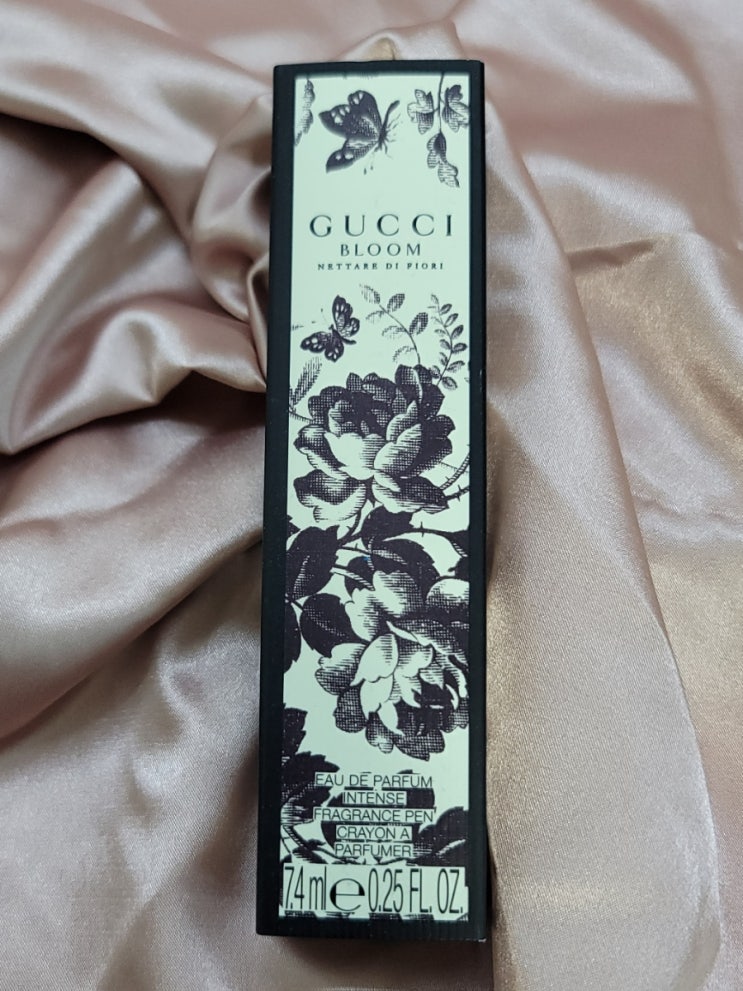 GUCCI
BLOOM
NETTARE DI FIORI
EAU DE PARFUM
INTENSE
FRAGRANCE PEN
CRAYON A
PARFUMER
7.4 ml e 0.25 FL. OZ.